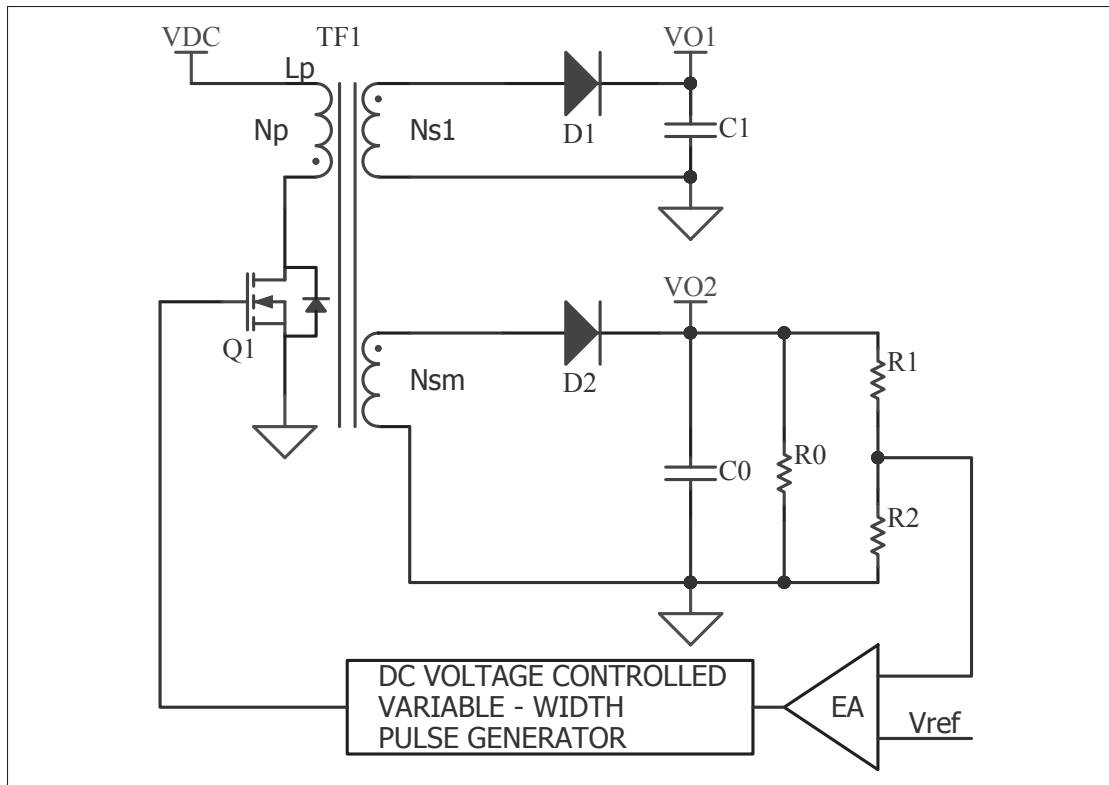 VDC
TF1
VO1
Lp
Np
Ns1
D1
C1
VO2
Q1
Nsm
D2
R1
C0
R0
R2
DC VOLTAGE CONTROLLED
VARIABLE - WIDTH
PULSE GENERATOR
EA
Vref